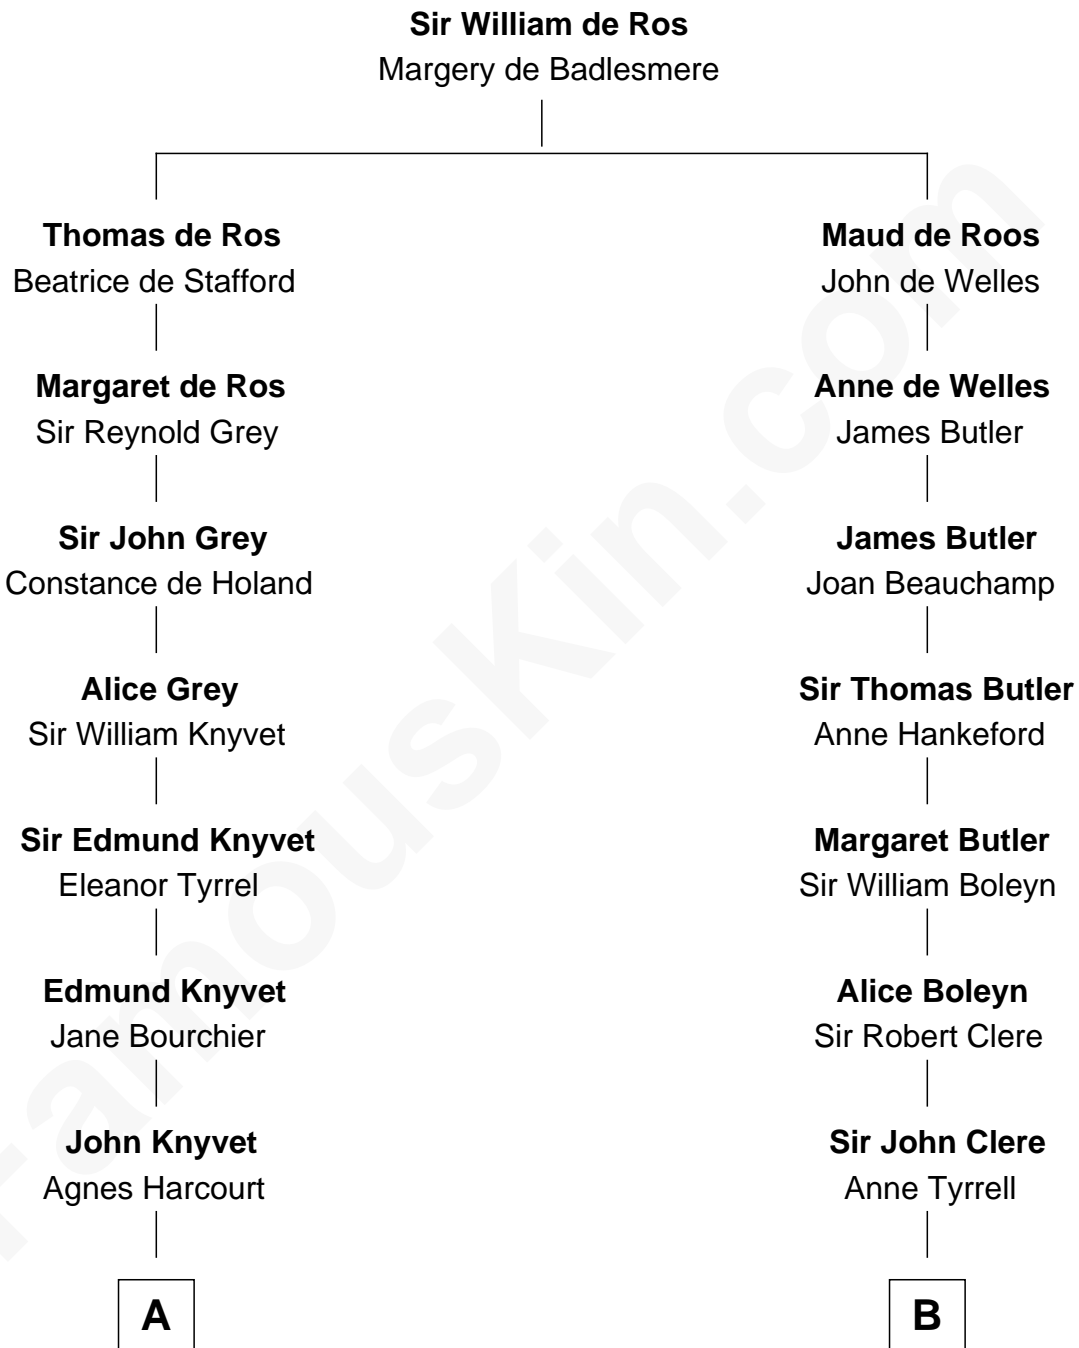 Sir William de Ros
Margery de Badlesmere
Thomas de Ros
Beatrice de Stafford
Maud de Roos
John de Welles
Margaret de Ros
Sir Reynold Grey
Anne de Welles
James Butler
Sir John Grey
Constance de Holand
James Butler
Joan Beauchamp
Alice Grey
Sir William Knyvet
Sir Thomas Butler
Anne Hankeford
Sir Edmund Knyvet
Eleanor Tyrrel
Margaret Butler
Sir William Boleyn
Edmund Knyvet
Jane Bourchier
Alice Boleyn
Sir Robert Clere
John Knyvet
Agnes Harcourt
Sir John Clere
Anne Tyrrell
A
B
FamousKin.com